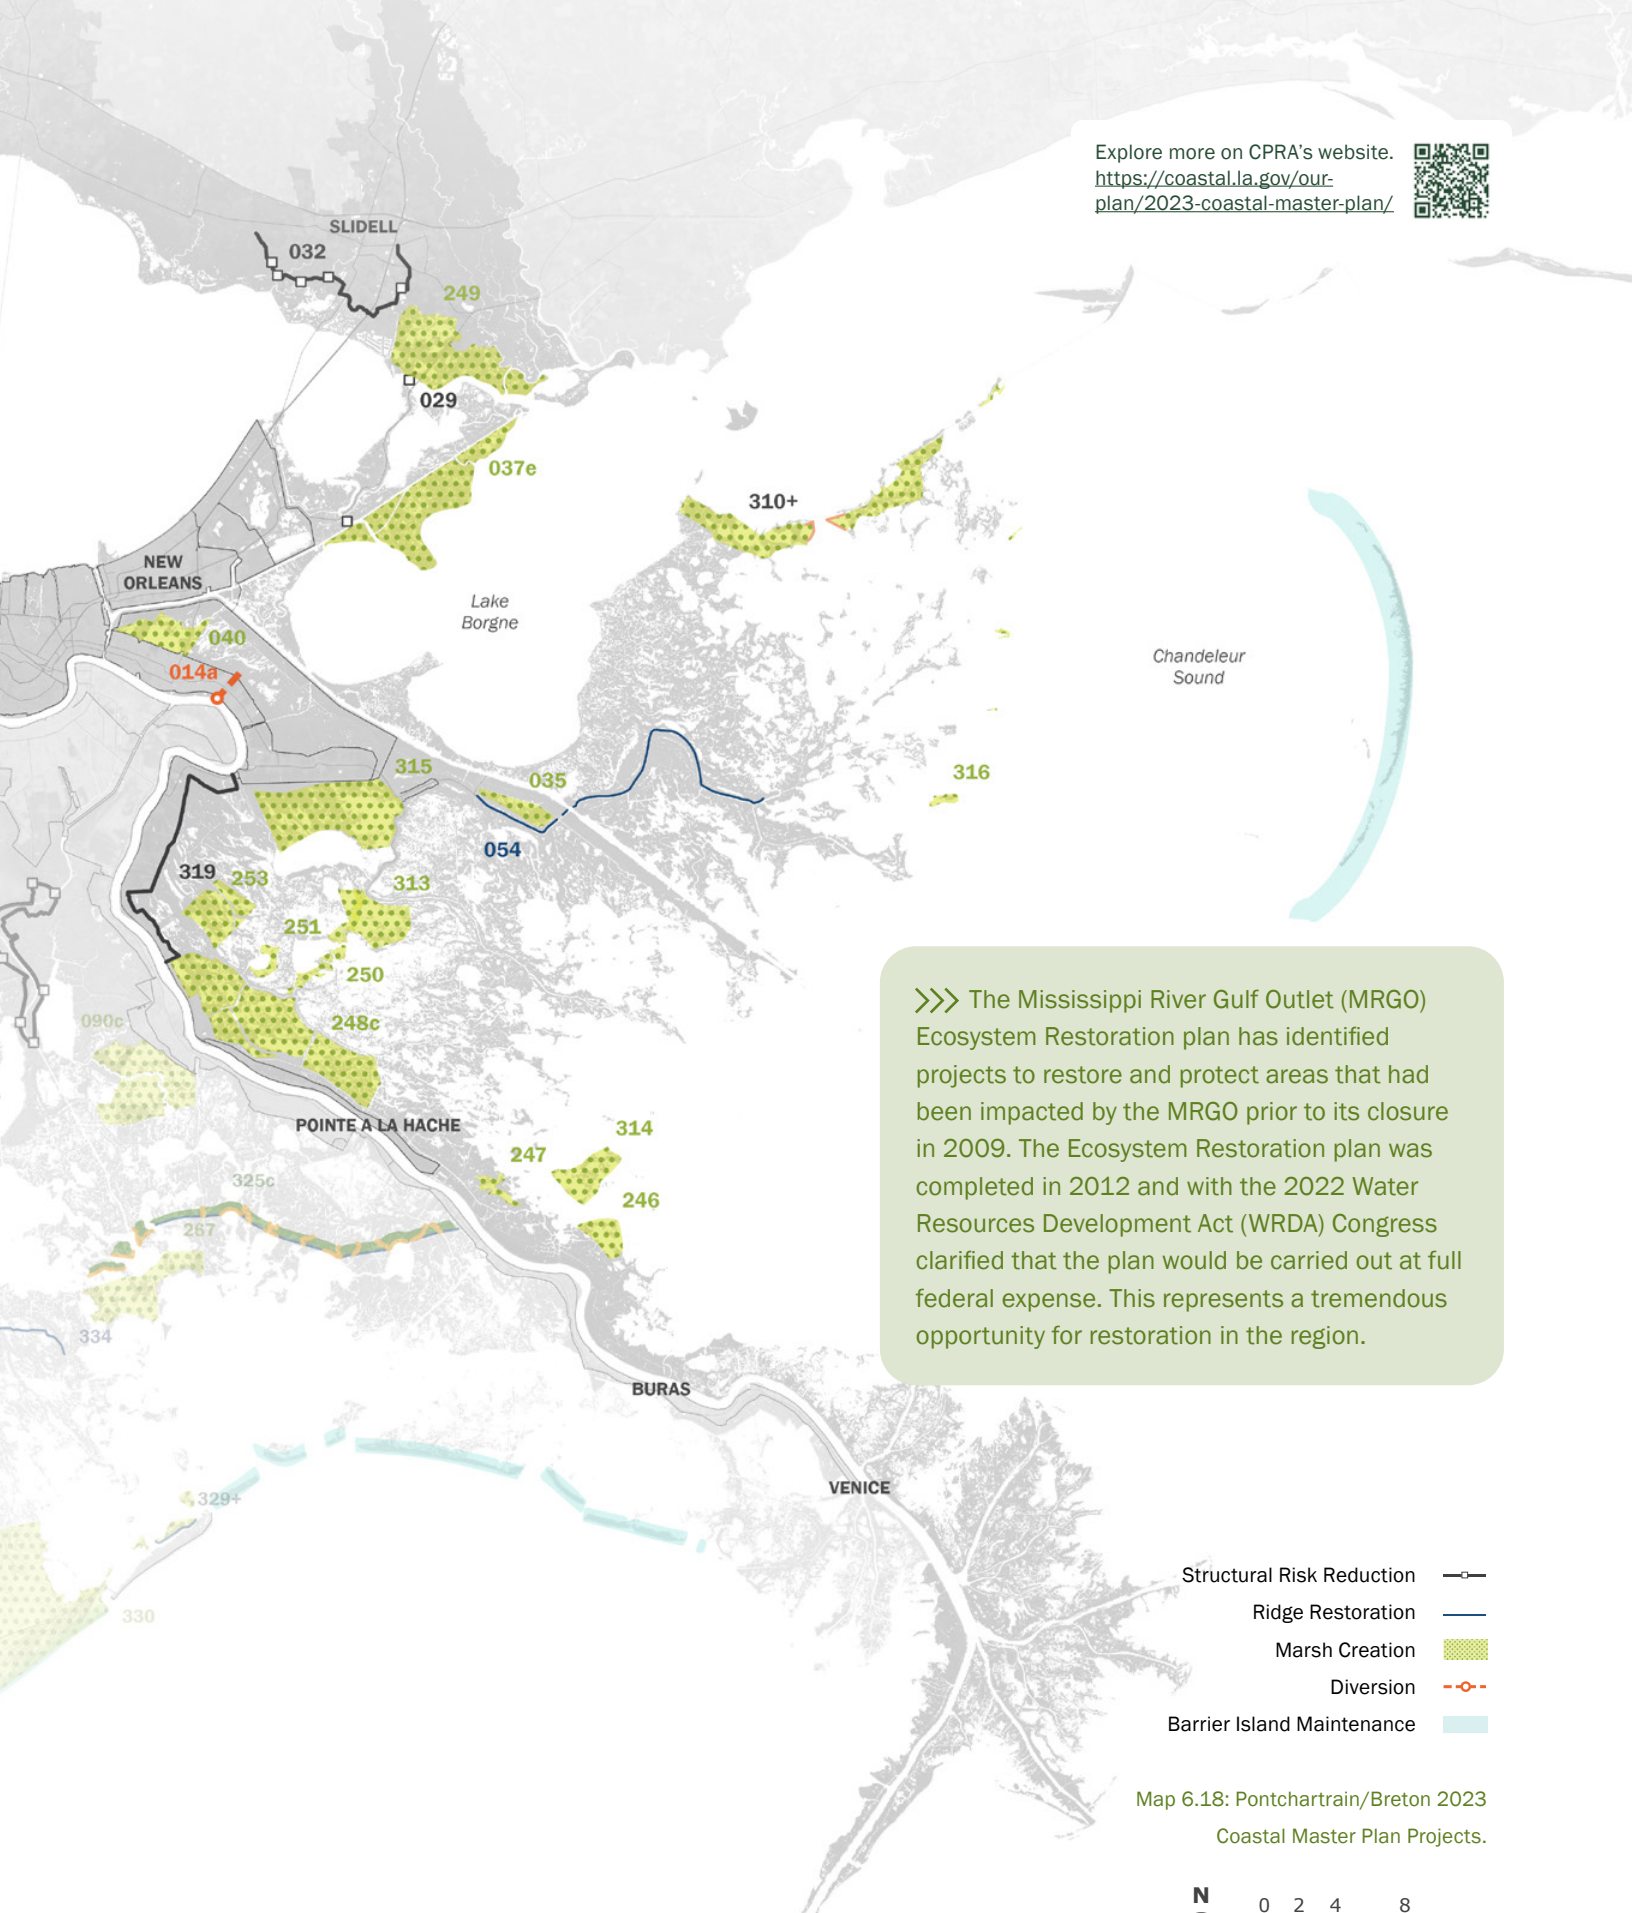 Explore more on CPRA's website.
https://coastal.la.gov/our-
plan/2023-coastal-master-plan/
SLIDELL
032
249
029
037e
310+
NEW
ORLEANS
Lake
Borgne
040
014a
Chandeleur
Sound
315
035
316
054
319
253
313
251
250
248c
090c
POINTE A LA HACHE
314
247
246
325c
267
334
BURAS
VENICE
329+
330
>>> The Mississippi River Gulf Outlet (MRGO)
Ecosystem Restoration plan has identified
projects to restore and protect areas that had
been impacted by the MRGO prior to its closure
in 2009. The Ecosystem Restoration plan was
completed in 2012 and with the 2022 Water
Resources Development Act (WRDA) Congress
clarified that the plan would be carried out at full
federal expense. This represents a tremendous
opportunity for restoration in the region.
Structural Risk Reduction
Ridge Restoration
Marsh Creation
Diversion
Barrier Island Maintenance
Map 6.18: Pontchartrain/Breton 2023
Coastal Master Plan Projects.
N
0 2 4 8